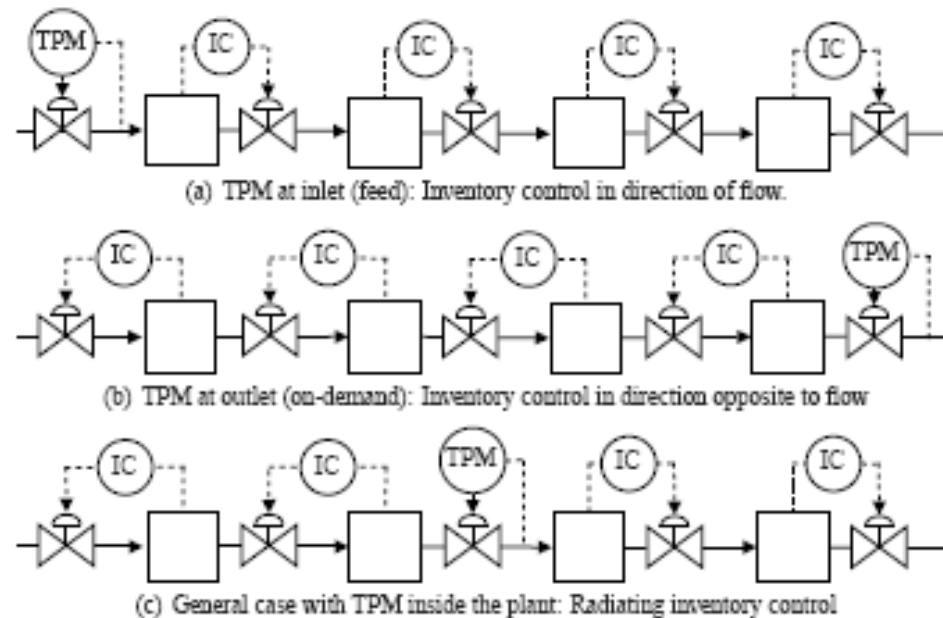 TPM IC IC IC IC
(a) TPM at inlet (feed): Inventory control in direction of flow.
IC IC IC IC TPM
(b) TPM at outlet (on-demand): Inventory control in direction opposite to flow
IC IC TPM IC IC
(c) General case with TPM inside the plant: Radiating inventory control